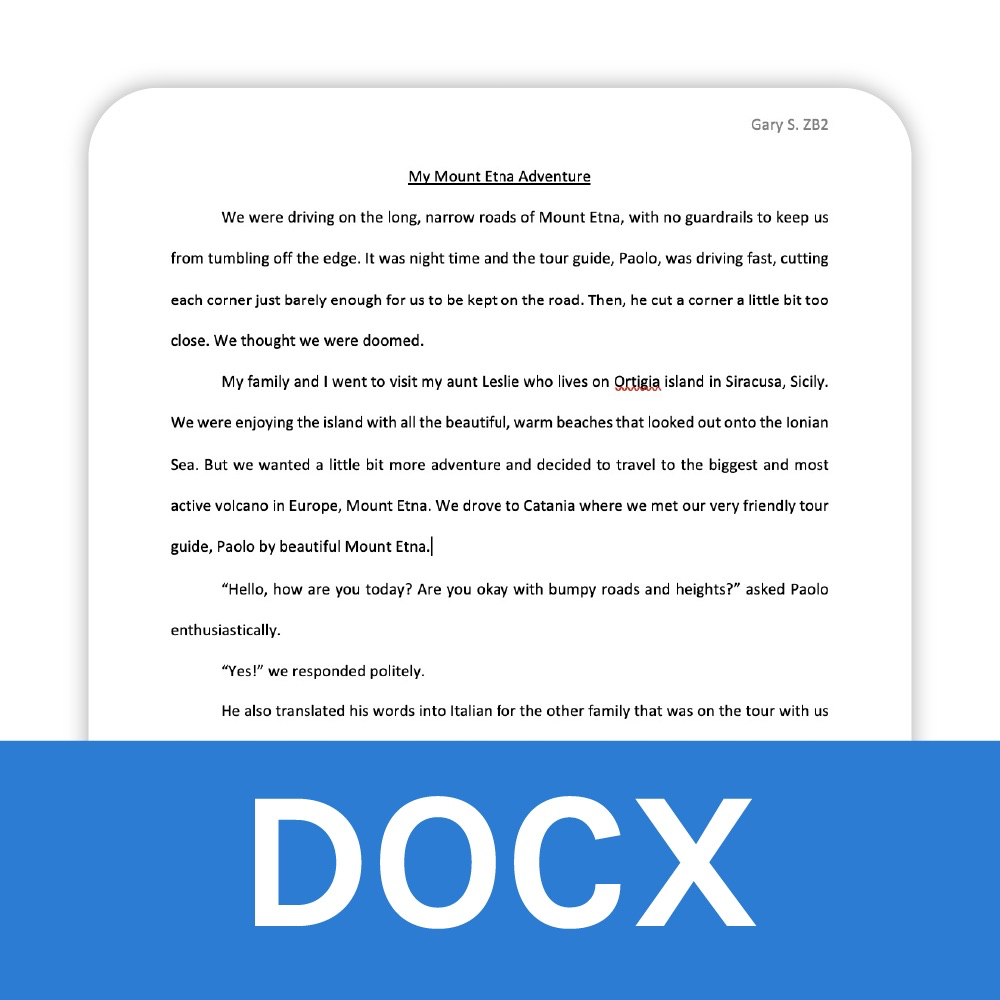 Gary S. ZB2
My Mount Etna Adventure
We were driving on the long, narrow roads of Mount Etna, with no guardrails to keep us
from tumbling off the edge. It was night time and the tour guide, Paolo, was driving fast, cutting
each corner just barely enough for us to be kept on the road. Then, he cut a corner a little bit too
close. We thought we were doomed.
My family and I went to visit my aunt Leslie who lives on Ortigia island in Siracusa, Sicily.
We were enjoying the island with all the beautiful, warm beaches that looked out onto the Ionian
Sea. But we wanted a little bit more adventure and decided to travel to the biggest and most
active volcano in Europe, Mount Etna. We drove to Catania where we met our very friendly tour
guide, Paolo by beautiful Mount Etna.
“Hello, how are you today? Are you okay with bumpy roads and heights?” asked Paolo
enthusiastically.
“Yes!” we responded politely.
He also translated his words into Italian for the other family that was on the tour with us
DOCX